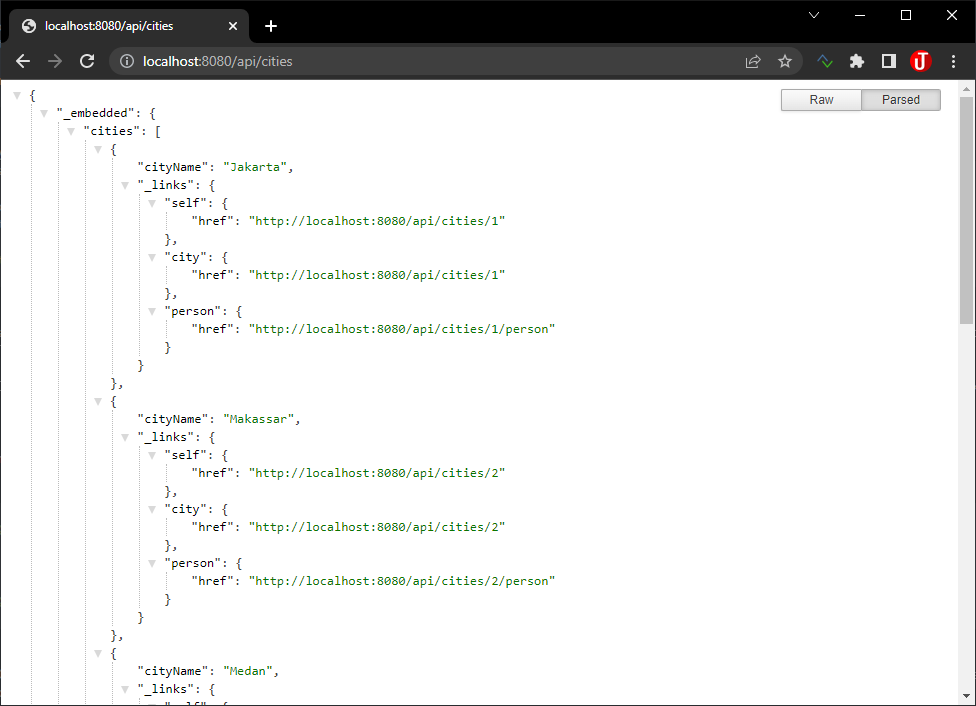 localhost:8080/api/cities
localhost:8080/api/cities
Raw Parsed
{
"_embedded": {
"cities": [
{
"cityName": "Jakarta",
"_links": {
"self": {
"href": "http://localhost:8080/api/cities/1"
},
"city": {
"href": "http://localhost:8080/api/cities/1"
},
"person": {
"href": "http://localhost:8080/api/cities/1/person"
}
}
},
{
"cityName": "Makassar",
"_links": {
"self": {
"href": "http://localhost:8080/api/cities/2"
},
"city": {
"href": "http://localhost:8080/api/cities/2"
},
"person": {
"href": "http://localhost:8080/api/cities/2/person"
}
}
},
{
"cityName": "Medan",
"_links": {